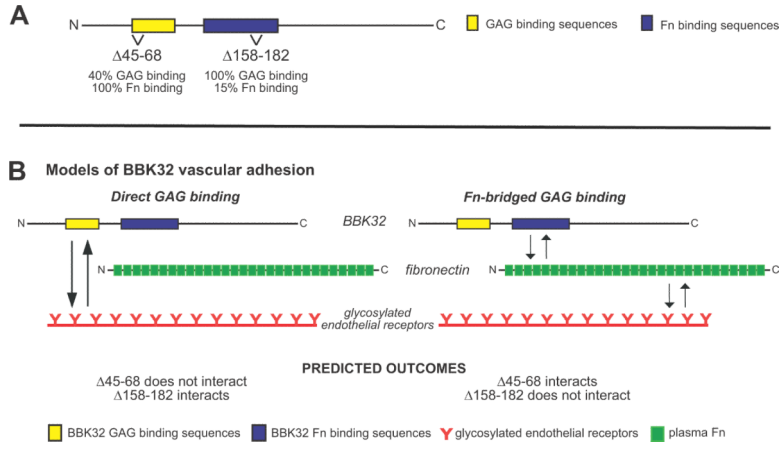 A
N
C
GAG binding sequences
Fn binding sequences
Δ45-68
Δ158-182
40% GAG binding
100% Fn binding
100% GAG binding
15% Fn binding
B
Models of BBK32 vascular adhesion
Direct GAG binding
Fn-bridged GAG binding
N
C
BBK32
N
C
N
C
fibronectin
N
C
Y Y Y Y Y Y Y Y Y Y Y Y Y
glycosylated
endothelial receptors
Y Y Y Y Y Y Y Y Y Y Y Y Y
PREDICTED OUTCOMES
Δ45-68 does not interact
Δ158-182 interacts
Δ45-68 interacts
Δ158-182 does not interact
BBK32 GAG binding sequences
BBK32 Fn binding sequences
Y glycosylated endothelial receptors
plasma Fn